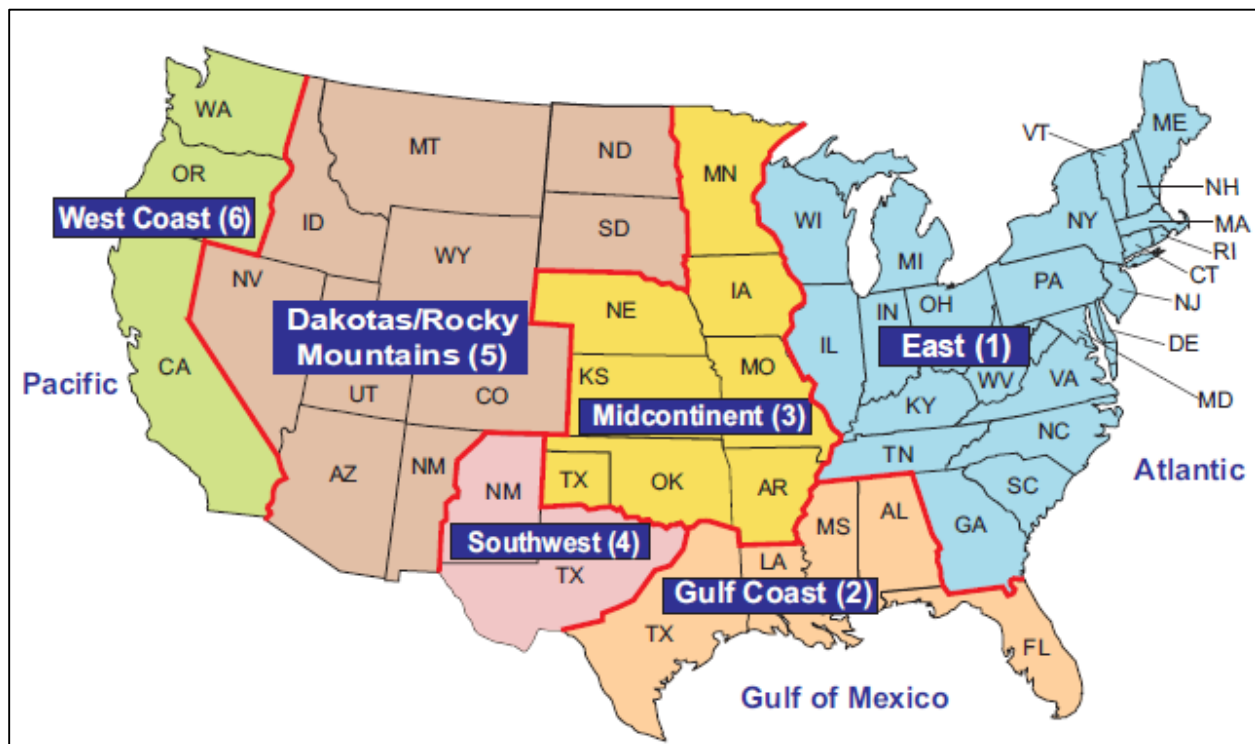 WA
MT
ND
MN
VT
ME
OR
NH
West Coast (6)
ID
SD
WI
NY
MA
WY
MI
RI
CT
NV
IA
PA
NJ
NE
IN
OH
Dakotas/Rocky
Mountains (5)
IL
East (1)
DE
Pacific
CA
MO
KS
WV
VA
MD
UT
CO
Midcontinent (3)
KY
NC
TN
Atlantic
AZ
NM
NM
TX
OK
AR
SC
MS
AL
GA
Southwest (4)
LA
TX
Gulf Coast (2)
TX
FL
Gulf of Mexico